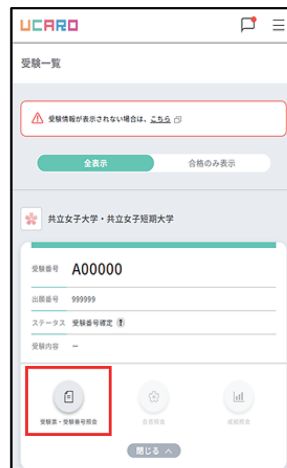 UCARO
受験一覧
受験情報が表示されない場合は、こちら
全表示 合格のみ表示
共立女子大学・共立女子短期大学
受験番号 A00000
出願番号 999999
ステータス 受験番号確定 ?
受験内容 －
受験票・受験番号照会 合否照会 成績照会
閉じる